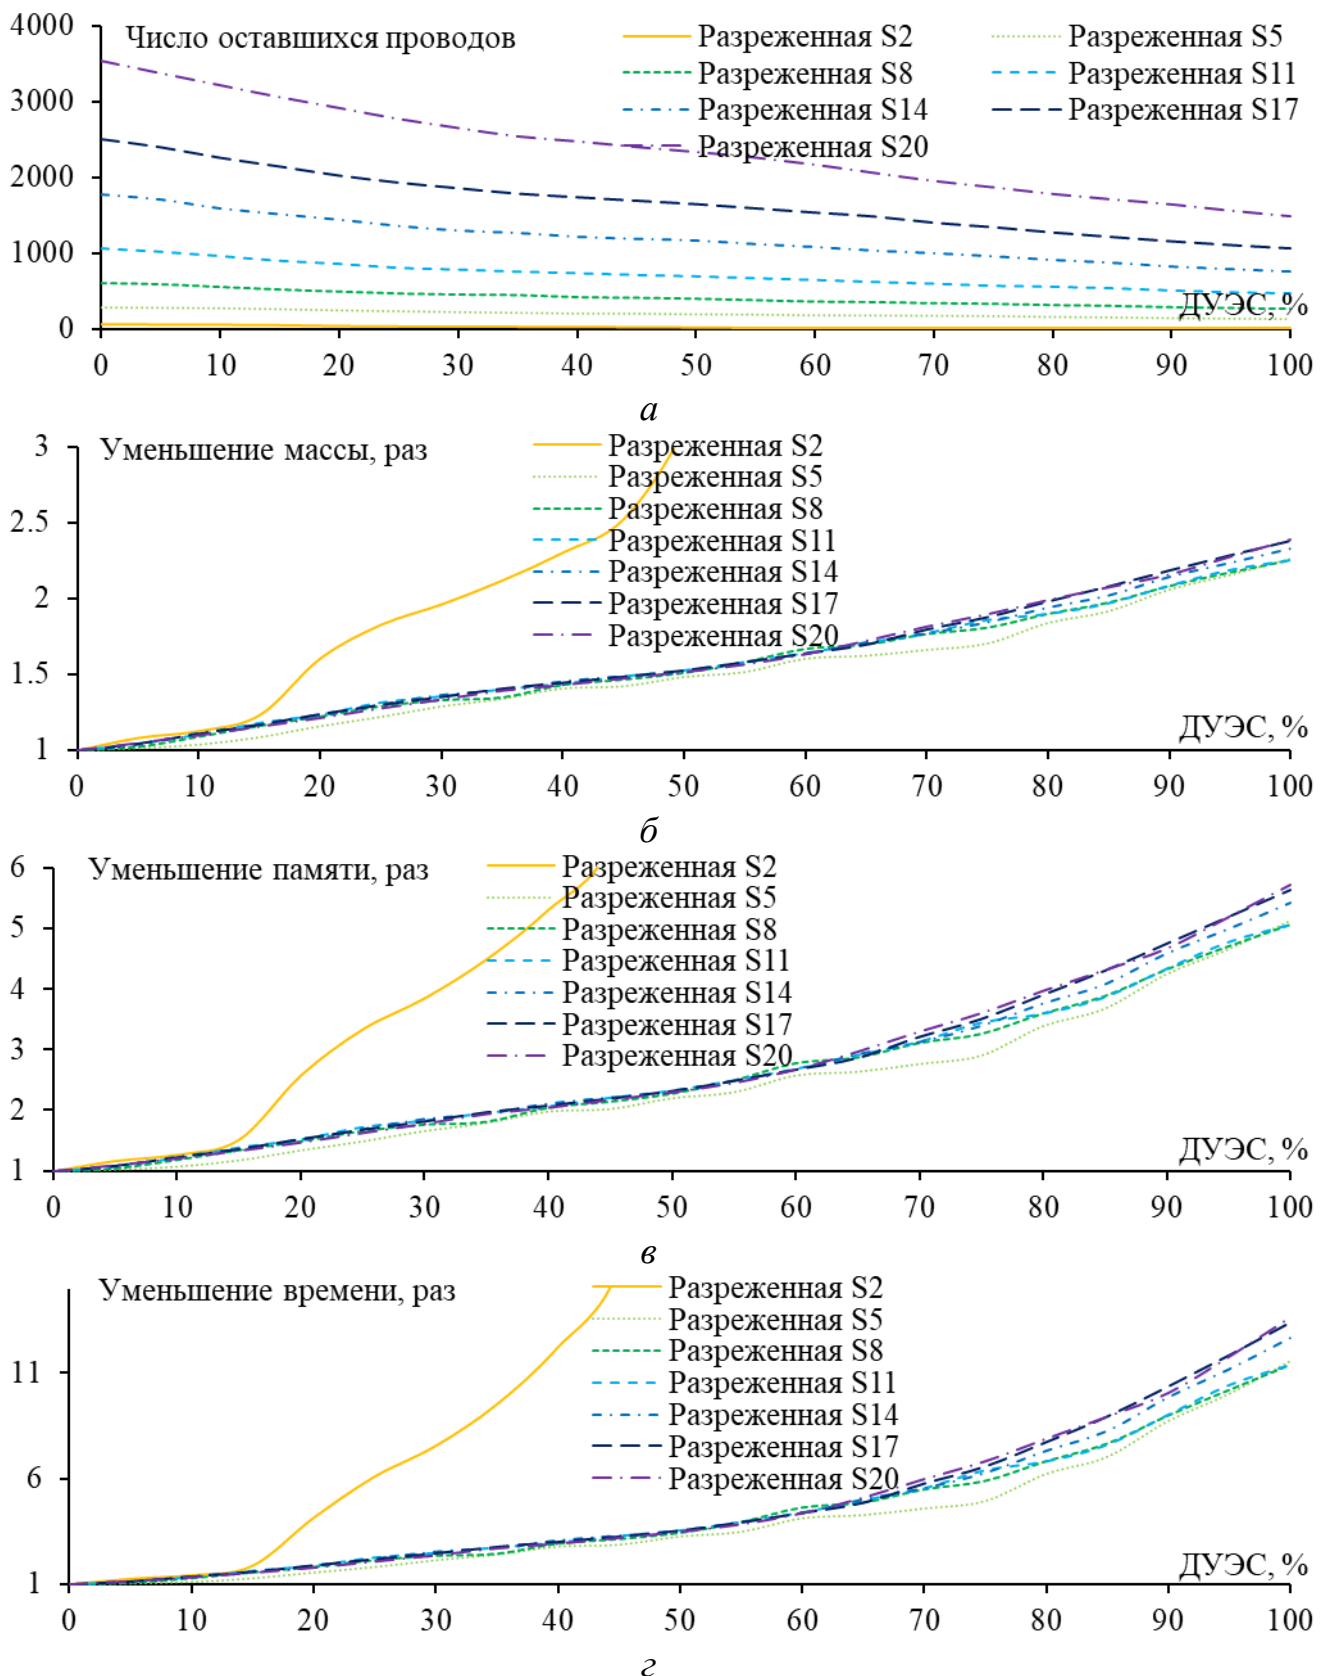 4000
Число оставшихся проводов
Разреженная S2
Разреженная S5
3000
Разреженная S8
Разреженная S11
Разреженная S14
Разреженная S17
Разреженная S20
2000
1000
0
ДУЭС, %
0 10 20 30 40 50 60 70 80 90 100
а
3
Уменьшение массы, раз
Разреженная S2
Разреженная S5
2.5
Разреженная S8
Разреженная S11
Разреженная S14
2
Разреженная S17
Разреженная S20
1.5
1
ДУЭС, %
0 10 20 30 40 50 60 70 80 90 100
б
6
Уменьшение памяти, раз
Разреженная S2
Разреженная S5
5
Разреженная S8
Разреженная S11
4
Разреженная S14
Разреженная S17
3
Разреженная S20
2
1
ДУЭС, %
0 10 20 30 40 50 60 70 80 90 100
в
Уменьшение времени, раз
Разреженная S2
Разреженная S5
Разреженная S8
11
Разреженная S11
Разреженная S14
Разреженная S17
6
Разреженная S20
1
ДУЭС, %
0 10 20 30 40 50 60 70 80 90 100
г